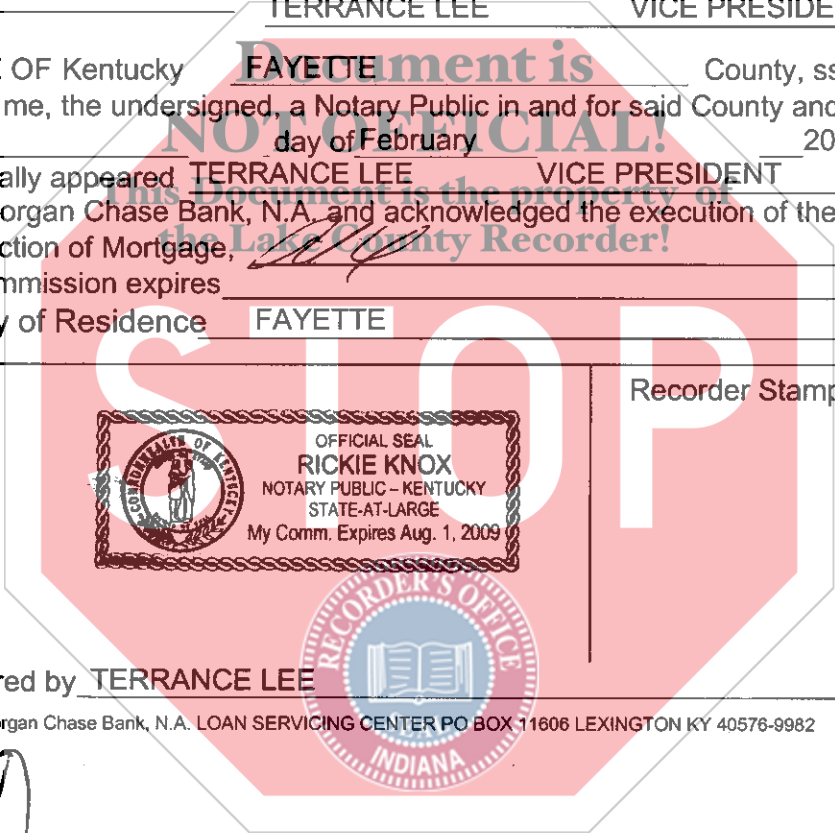 TERRANCE LEE VICE PRESIDE
OF Kentucky FAYETTE County, ss
me, the undersigned, a Notary Public in and for said County and
day of February 20
ally appeared TERRANCE LEE VICE PRESIDENT
organ Chase Bank, N.A. and acknowledged the execution of the
ction of Mortgage,
mmission expires
y of Residence FAYETTE
Document is
NOT OFFICIAL!
This Document is the property of
the Lake County Recorder!
STOP
Recorder Stamp
COMMONWEALTH OF KENTUCKY
OFFICIAL SEAL
RICKIE KNOX
NOTARY PUBLIC – KENTUCKY
STATE-AT-LARGE
My Comm. Expires Aug. 1, 2009
RECORDER'S OFFICE
INDIANA
red by TERRANCE LEE
rgan Chase Bank, N.A. LOAN SERVICING CENTER PO BOX 11606 LEXINGTON KY 40576-9982